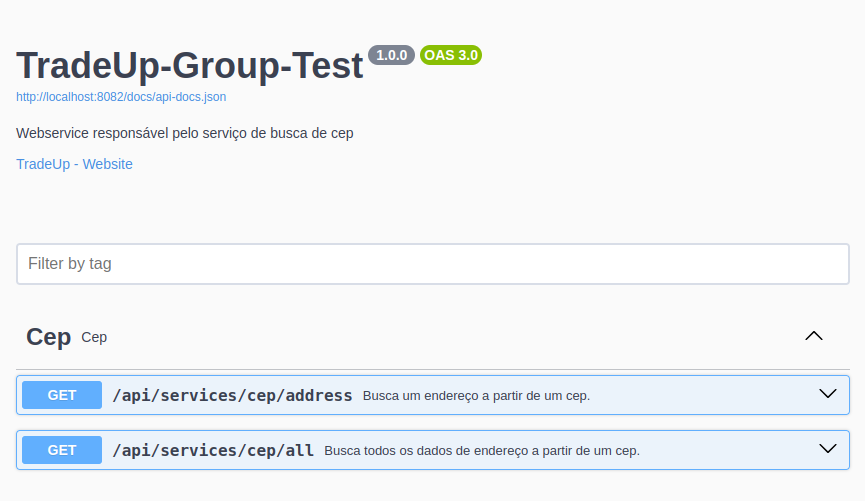 TradeUp-Group-Test 1.0.0 OAS 3.0
http://localhost:8082/docs/api-docs.json
Webservice responsável pelo serviço de busca de cep
TradeUp - Website
Filter by tag
Cep Cep
GET /api/services/cep/address Busca um endereço a partir de um cep.
GET /api/services/cep/all Busca todos os dados de endereço a partir de um cep.